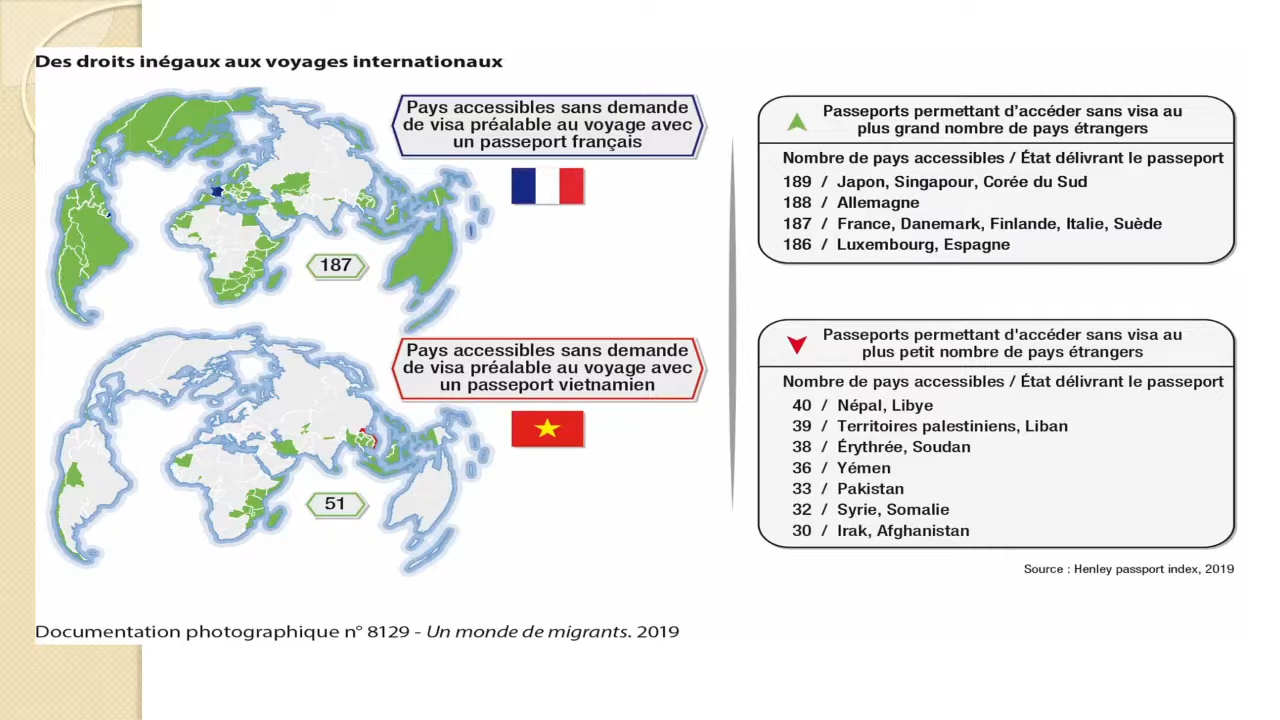 Des droits inégaux aux voyages internationaux
Pays accessibles sans demande
de visa préalable au voyage avec
un passeport français
187
Pays accessibles sans demande
de visa préalable au voyage avec
un passeport vietnamien
51
Passeports permettant d’accéder sans visa au
plus grand nombre de pays étrangers
Nombre de pays accessibles / État délivrant le passeport
189 / Japon, Singapour, Corée du Sud
188 / Allemagne
187 / France, Danemark, Finlande, Italie, Suède
186 / Luxembourg, Espagne
Passeports permettant d'accéder sans visa au
plus petit nombre de pays étrangers
Nombre de pays accessibles / État délivrant le passeport
40 / Népal, Libye
39 / Territoires palestiniens, Liban
38 / Érythrée, Soudan
36 / Yémen
33 / Pakistan
32 / Syrie, Somalie
30 / Irak, Afghanistan
Source : Henley passport index, 2019
Documentation photographique n° 8129 - Un monde de migrants. 2019